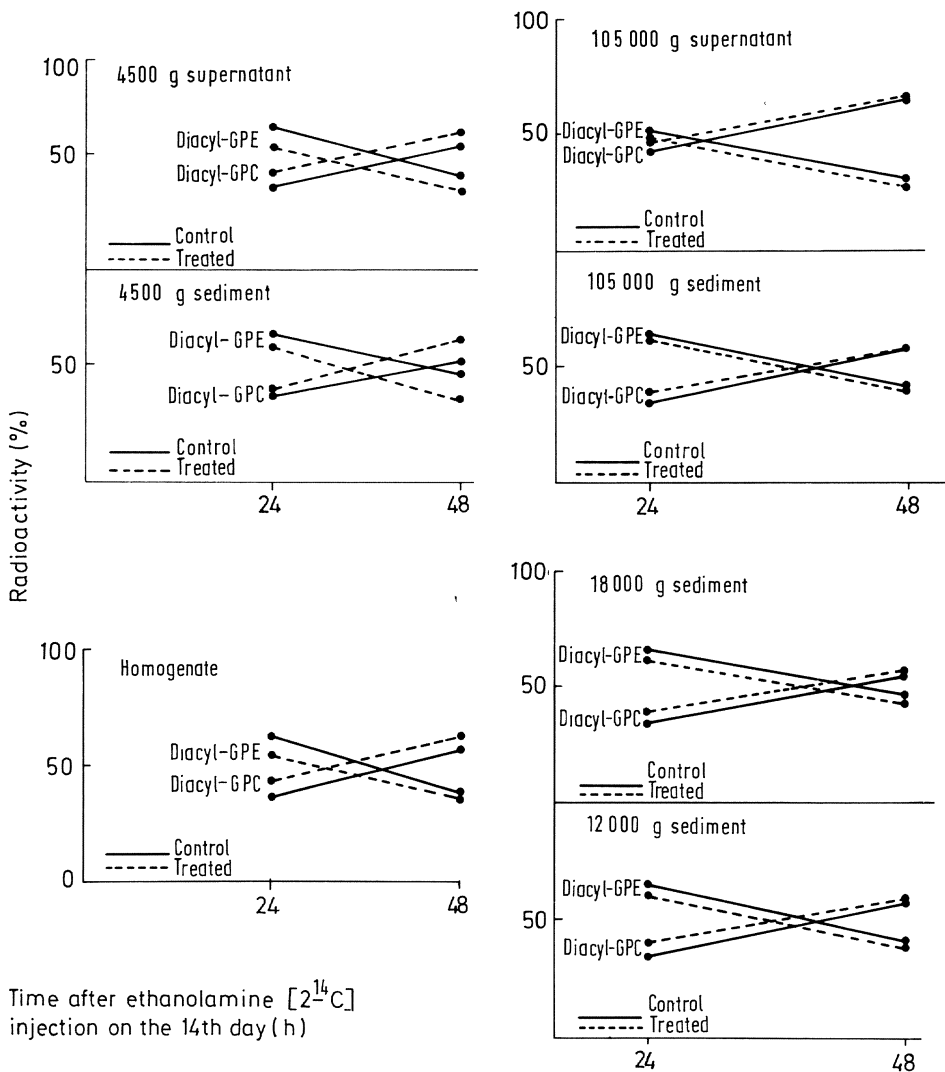 Radioactivity (%)
100
4500 g supernatant
Diacyl-GPE
50
Diacyl-GPC
Control
Treated
4500 g sediment
Diacyl-GPE
50
Diacyl-GPC
Control
Treated
24
48
100
105 000 g supernatant
50
Diacyl-GPE
Diacyl-GPC
Control
Treated
105 000 g sediment
Diacyl-GPE
50
Diacyl-GPC
Control
Treated
24
48
100
Homogenate
Diacyl-GPE
50
Diacyl-GPC
Control
Treated
0
24
48
100
18 000 g sediment
Diacyl-GPE
50
Diacyl-GPC
Control
Treated
12 000 g sediment
Diacyl-GPE
50
Diacyl-GPC
Control
Treated
24
48
Time after ethanolamine [2-14C]
injection on the 14th day (h)